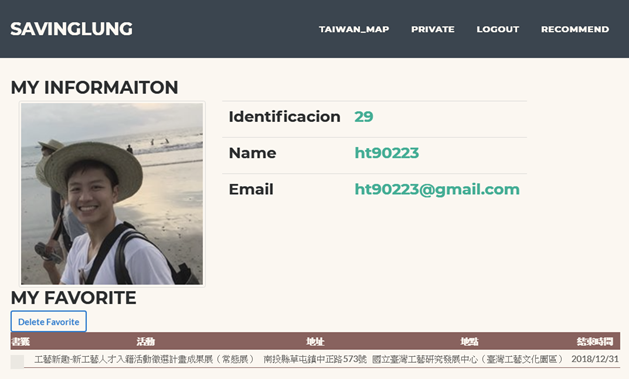 SAVINGLUNG
TAIWAN_MAP PRIVATE LOGOUT RECOMMEND
MY INFORMAITON
Identificacion 29
Name ht90223
Email ht90223@gmail.com
MY FAVORITE
Delete Favorite
書籤 活動 地址 地點 結束時間
工藝新趣-新工藝人才入籍活動徵選計畫成果展（常態展） 南投縣草屯鎮中正路573號 國立臺灣工藝研究發展中心（臺灣工藝文化園區） 2018/12/31